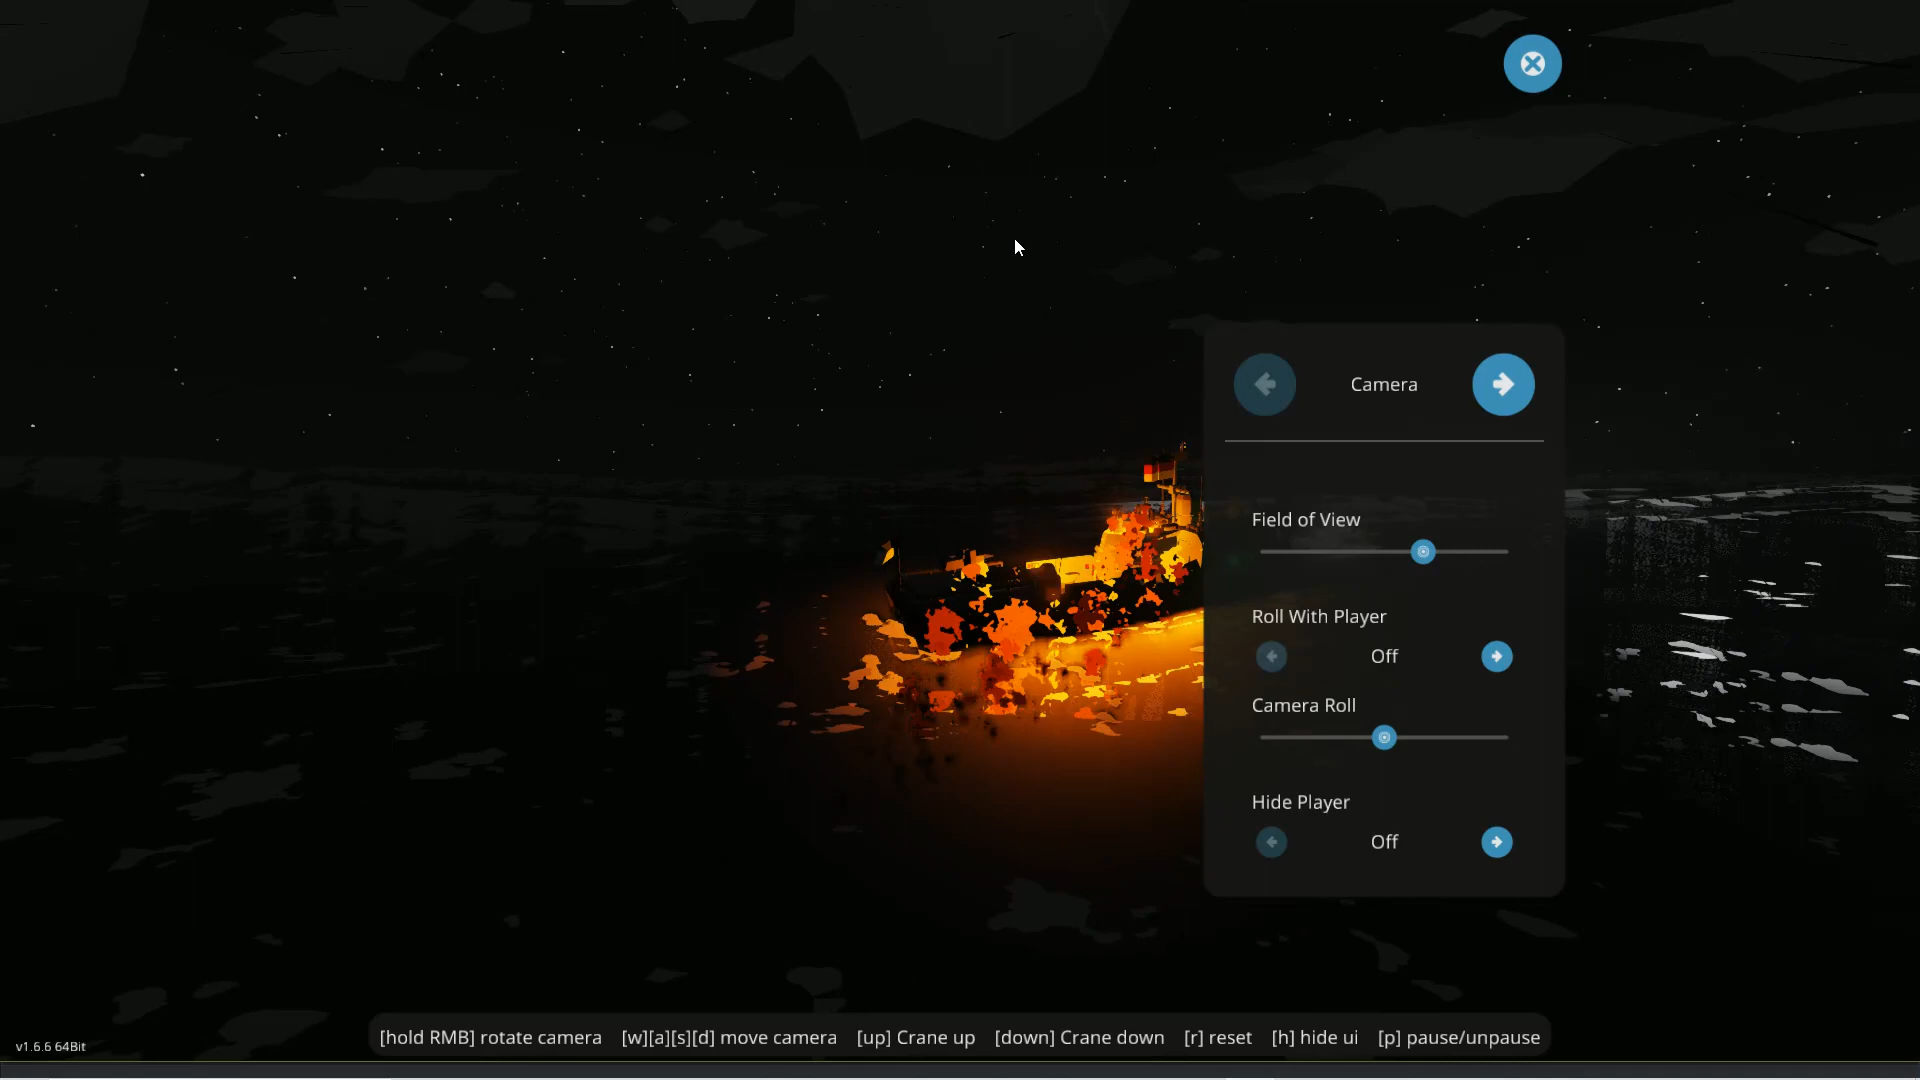 Camera
Field of View
Roll With Player
Off
Camera Roll
Hide Player
Off
[hold RMB] rotate camera [w][a][s][d] move camera [up] Crane up [down] Crane down [r] reset [h] hide ui [p] pause/unpause
v1.6.6 64Bit